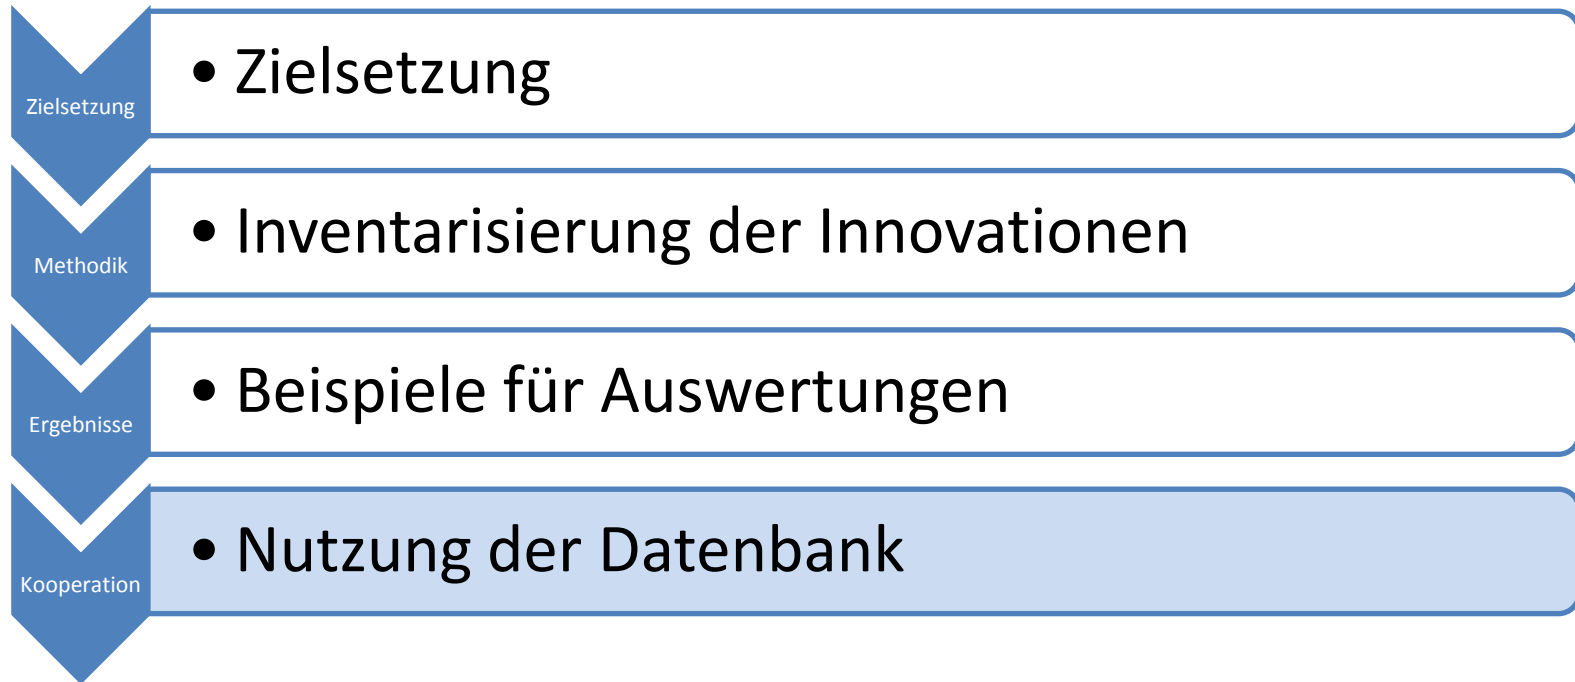 Zielsetzung
• Zielsetzung
Methodik
• Inventarisierung der Innovationen
Ergebnisse
• Beispiele für Auswertungen
Kooperation
• Nutzung der Datenbank